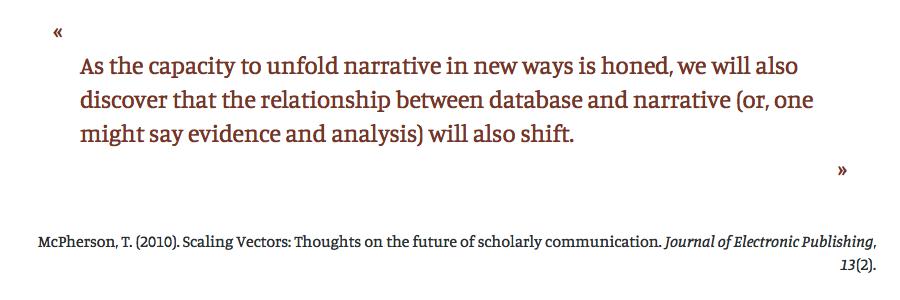 «
As the capacity to unfold narrative in new ways is honed, we will also
discover that the relationship between database and narrative (or, one
might say evidence and analysis) will also shift.
»
McPherson, T. (2010). Scaling Vectors: Thoughts on the future of scholarly communication. Journal of Electronic Publishing,
13(2).